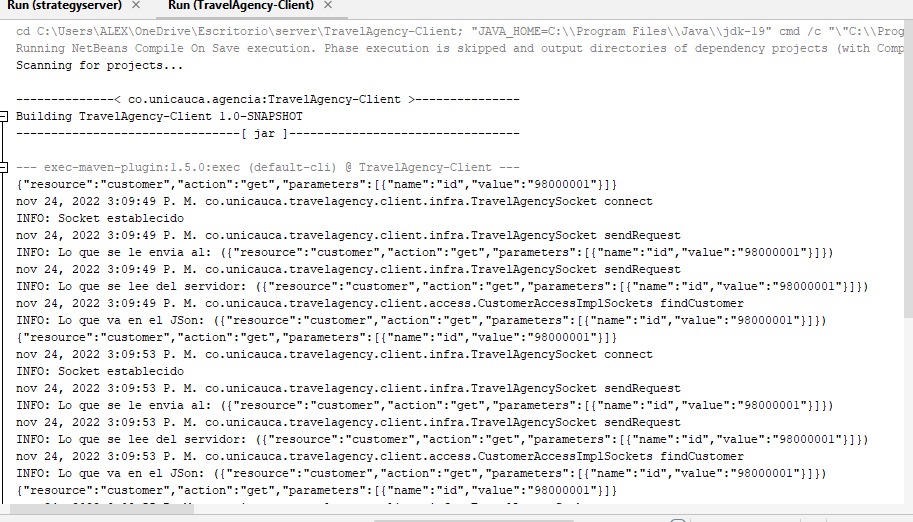 Run (strategyserver) × Run (TravelAgency-Client) ×
cd C:\Users\ALEX\OneDrive\Escritorio\server\TravelAgency-Client; "JAVA_HOME=C:\\Program Files\\Java\\jdk-19" cmd /c "\"C:\\Prog
Running NetBeans Compile On Save execution. Phase execution is skipped and output directories of dependency projects (with Comp
Scanning for projects...
--------------< co.unicauca.agencia:TravelAgency-Client >---------------
Building TravelAgency-Client 1.0-SNAPSHOT
--------------------------------[ jar ]---------------------------------
--- exec-maven-plugin:1.5.0:exec (default-cli) @ TravelAgency-Client ---
{"resource":"customer","action":"get","parameters":[{"name":"id","value":"98000001"}]}
nov 24, 2022 3:09:49 P. M. co.unicauca.travelagency.client.infra.TravelAgencySocket connect
INFO: Socket establecido
nov 24, 2022 3:09:49 P. M. co.unicauca.travelagency.client.infra.TravelAgencySocket sendRequest
INFO: Lo que se le envia al: ({"resource":"customer","action":"get","parameters":[{"name":"id","value":"98000001"}]})
nov 24, 2022 3:09:49 P. M. co.unicauca.travelagency.client.infra.TravelAgencySocket sendRequest
INFO: Lo que se lee del servidor: ({"resource":"customer","action":"get","parameters":[{"name":"id","value":"98000001"}]})
nov 24, 2022 3:09:49 P. M. co.unicauca.travelagency.client.access.CustomerAccessImplSockets findCustomer
INFO: Lo que va en el JSon: ({"resource":"customer","action":"get","parameters":[{"name":"id","value":"98000001"}]})
{"resource":"customer","action":"get","parameters":[{"name":"id","value":"98000001"}]}
nov 24, 2022 3:09:53 P. M. co.unicauca.travelagency.client.infra.TravelAgencySocket connect
INFO: Socket establecido
nov 24, 2022 3:09:53 P. M. co.unicauca.travelagency.client.infra.TravelAgencySocket sendRequest
INFO: Lo que se le envia al: ({"resource":"customer","action":"get","parameters":[{"name":"id","value":"98000001"}]})
nov 24, 2022 3:09:53 P. M. co.unicauca.travelagency.client.infra.TravelAgencySocket sendRequest
INFO: Lo que se lee del servidor: ({"resource":"customer","action":"get","parameters":[{"name":"id","value":"98000001"}]})
nov 24, 2022 3:09:53 P. M. co.unicauca.travelagency.client.access.CustomerAccessImplSockets findCustomer
INFO: Lo que va en el JSon: ({"resource":"customer","action":"get","parameters":[{"name":"id","value":"98000001"}]})
{"resource":"customer","action":"get","parameters":[{"name":"id","value":"98000001"}]}